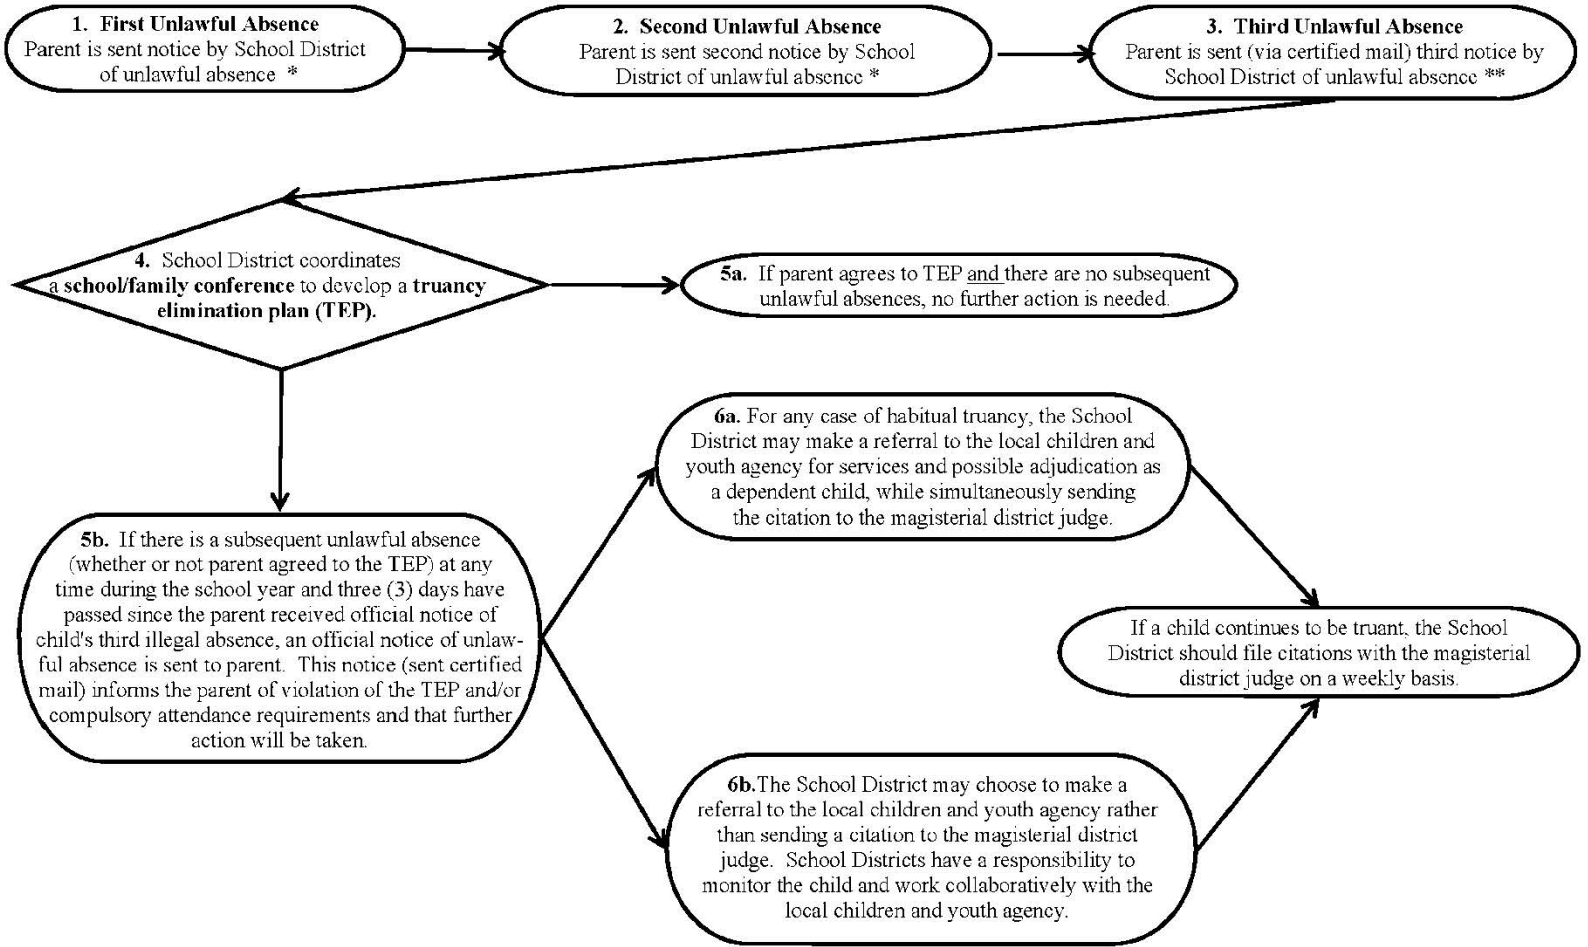 1. First Unlawful Absence
Parent is sent notice by School District
of unlawful absence *
2. Second Unlawful Absence
Parent is sent second notice by School
District of unlawful absence *
3. Third Unlawful Absence
Parent is sent (via certified mail) third notice by
School District of unlawful absence **
4. School District coordinates
a school/family conference to develop a truancy
elimination plan (TEP).
5a. If parent agrees to TEP and there are no subsequent
unlawful absences, no further action is needed.
5b. If there is a subsequent unlawful absence
(whether or not parent agreed to the TEP) at any
time during the school year and three (3) days have
passed since the parent received official notice of
child's third illegal absence, an official notice of unlaw-
ful absence is sent to parent. This notice (sent certified
mail) informs the parent of violation of the TEP and/or
compulsory attendance requirements and that further
action will be taken.
6a. For any case of habitual truancy, the School
District may make a referral to the local children and
youth agency for services and possible adjudication as
a dependent child, while simultaneously sending
the citation to the magisterial district judge.
6b.The School District may choose to make a
referral to the local children and youth agency rather
than sending a citation to the magisterial district
judge. School Districts have a responsibility to
monitor the child and work collaboratively with the
local children and youth agency.
If a child continues to be truant, the School
District should file citations with the magisterial
district judge on a weekly basis.